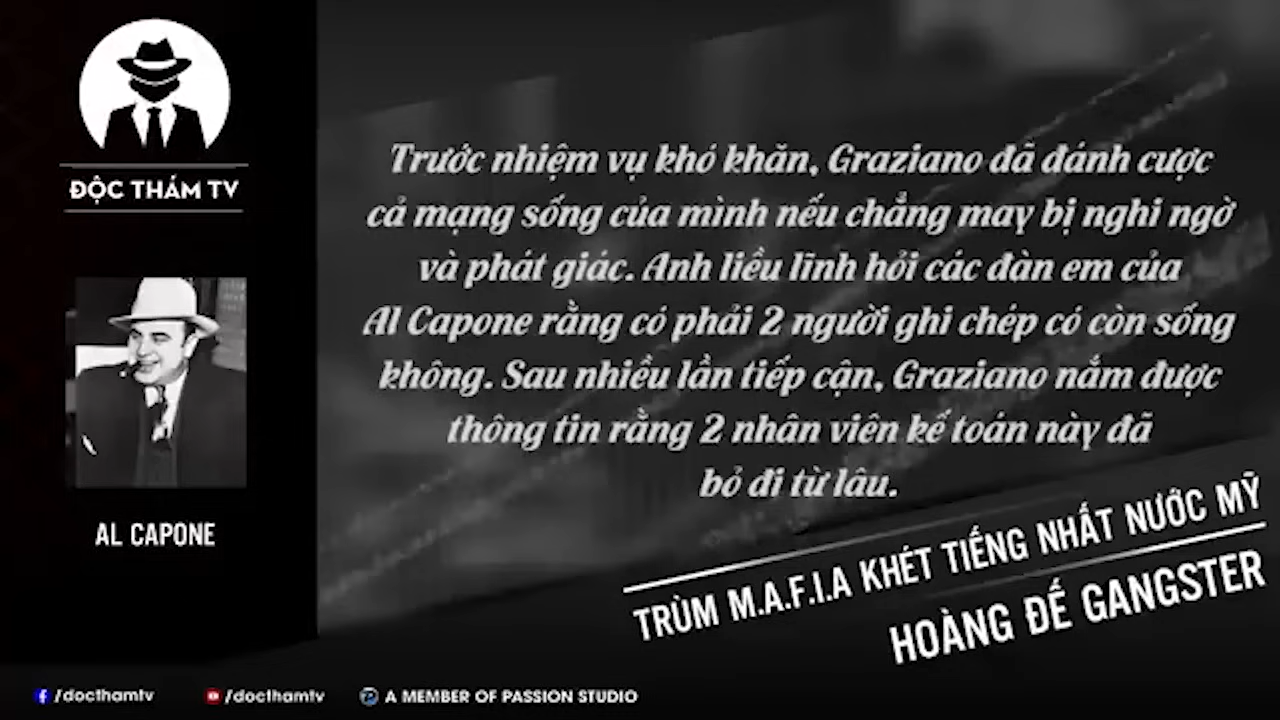 ĐỘC THÁM TV
AL CAPONE
Trước nhiệm vụ khó khăn, Graziano đã đánh cược
cả mạng sống của mình nếu chẳng may bị nghi ngờ
và phát giác. Anh liều lĩnh hỏi các đàn em của
Al Capone rằng có phải 2 người ghi chép có còn sống
không. Sau nhiều lần tiếp cận, Graziano nắm được
thông tin rằng 2 nhân viên kế toán này đã
bỏ đi từ lâu.
TRÙM M.A.F.I.A KHÉT TIẾNG NHẤT NƯỚC MỸ
HOÀNG ĐẾ GANGSTER
/docthamtv
/docthamtv
A MEMBER OF PASSION STUDIO